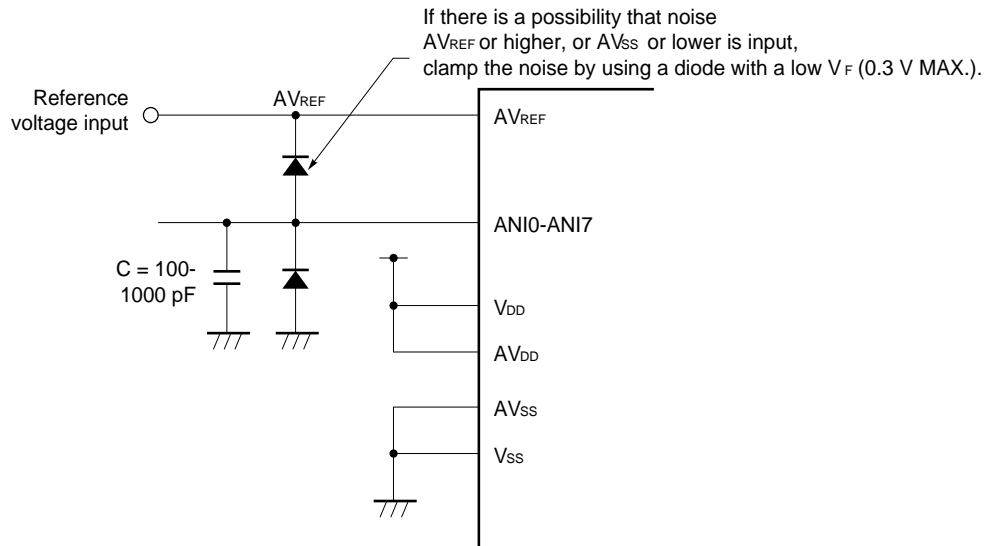 If there is a possibility that noise
AVREF or higher, or AVSS or lower is input,
clamp the noise by using a diode with a low VF (0.3 V MAX.).
Reference
voltage input
AVREF
AVREF
ANI0-ANI7
C = 100-
1000 pF
VDD
AVDD
AVSS
VSS